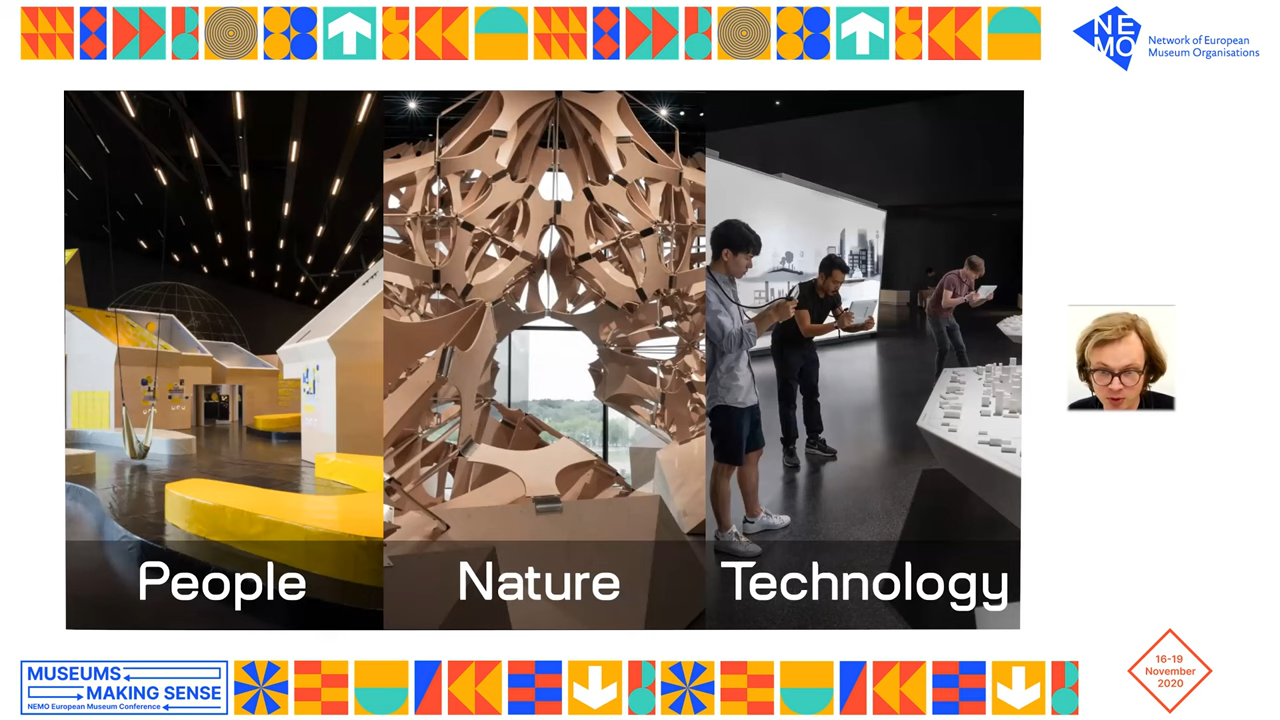 NE
MO
Network of European
Museum Organisations
People
Nature
Technology
MUSEUMS
MAKING SENSE
NEMO European Museum Conference
16-19
November
2020